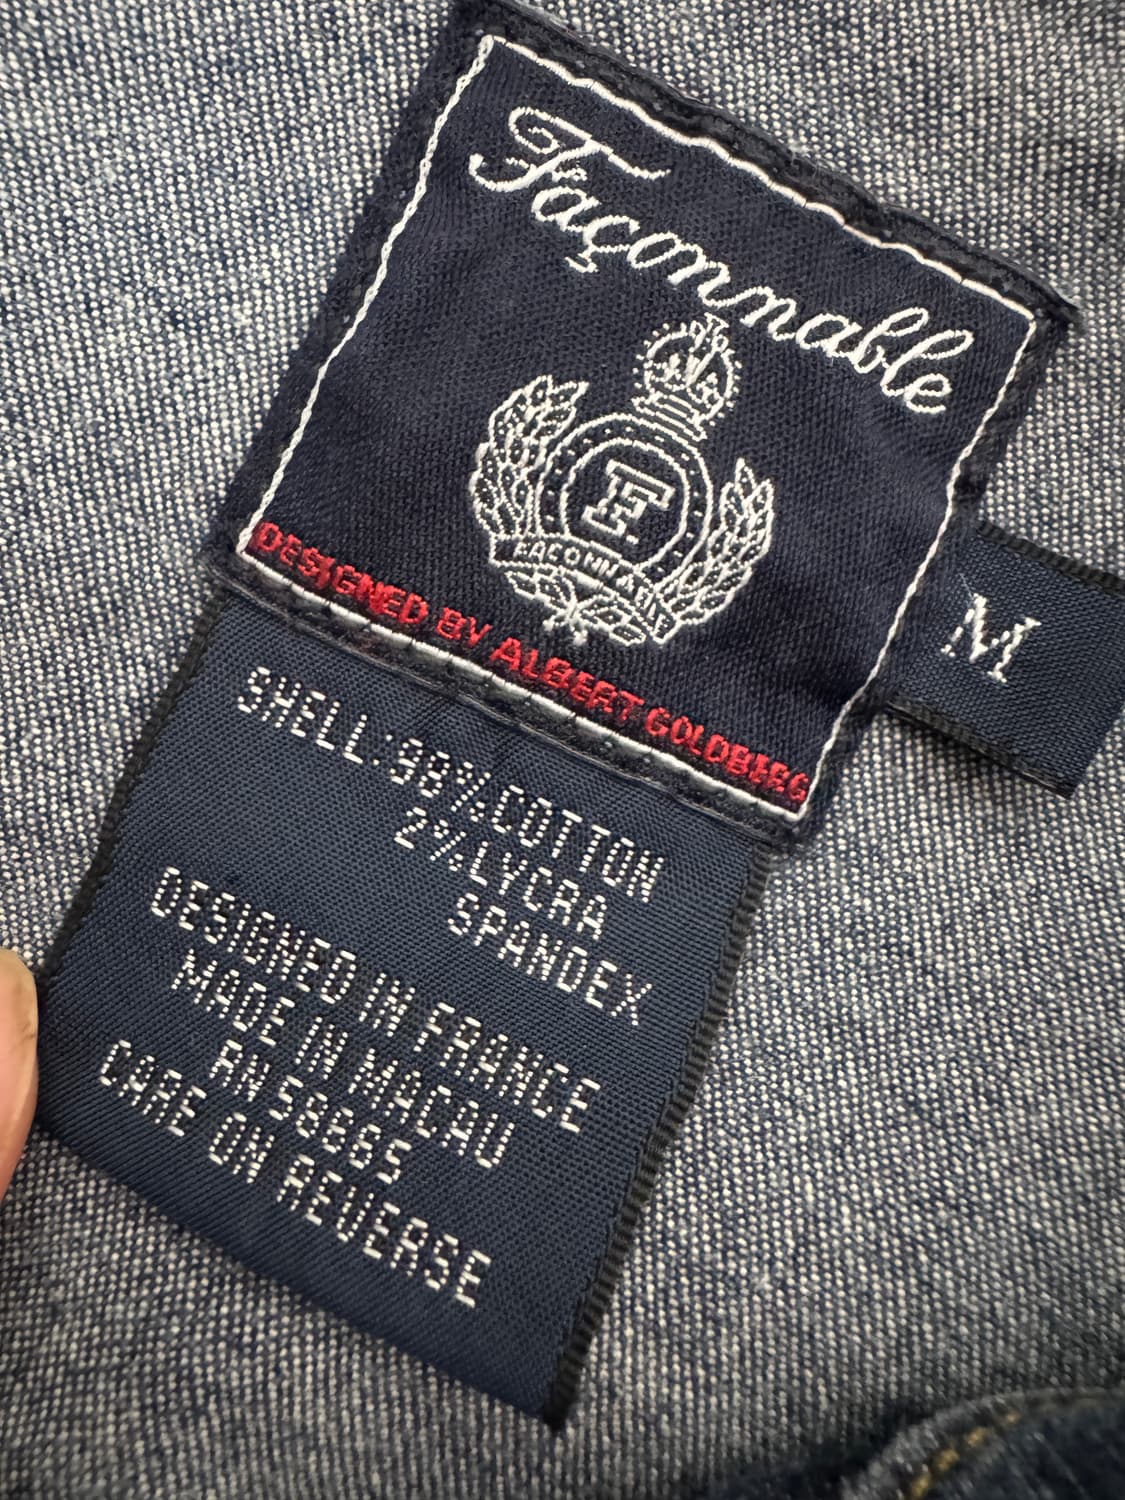 Façonnable
F
FAÇONNABLE
DESIGNED BY ALBERT GOLDBERG
M
SHELL:98%COTTON
2%LYCRA
SPANDEX
DESIGNED IN FRANCE
MADE IN MACAU
RN 58665
CARE ON REVERSE